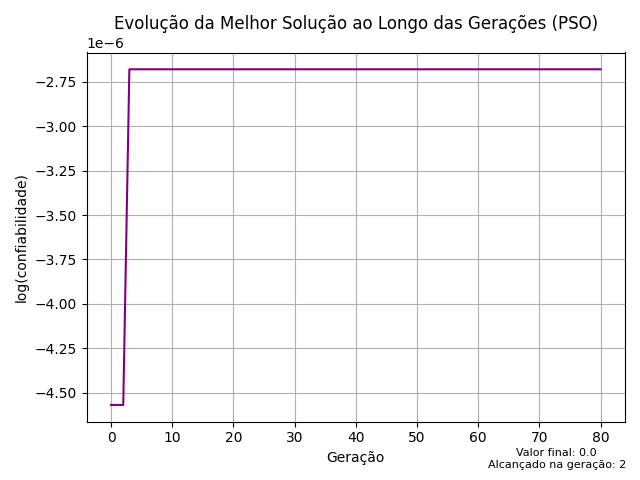 Evolução da Melhor Solução ao Longo das Gerações (PSO)
1e−6
−2.75
−3.00
−3.25
−3.50
−3.75
−4.00
−4.25
−4.50
log(confiabilidade)
0 10 20 30 40 50 60 70 80
Geração
Valor final: 0.0
Alcançado na geração: 2